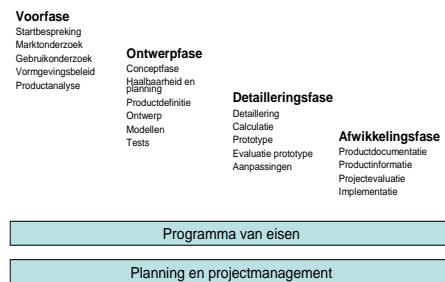 Voorfase
Startbespreking
Marktonderzoek
Gebruikonderzoek
Vormgevingsbeleid
Productanalyse
Ontwerpfase
Conceptfase
Haalbaarheid en
planning
Productdefinitie
Ontwerp
Modellen
Tests
Detailleringsfase
Detaillering
Calculatie
Prototype
Evaluatie prototype
Aanpassingen
Afwikkelingsfase
Productdocumentatie
Productinformatie
Projectevaluatie
Implementatie
Programma van eisen
Planning en projectmanagement